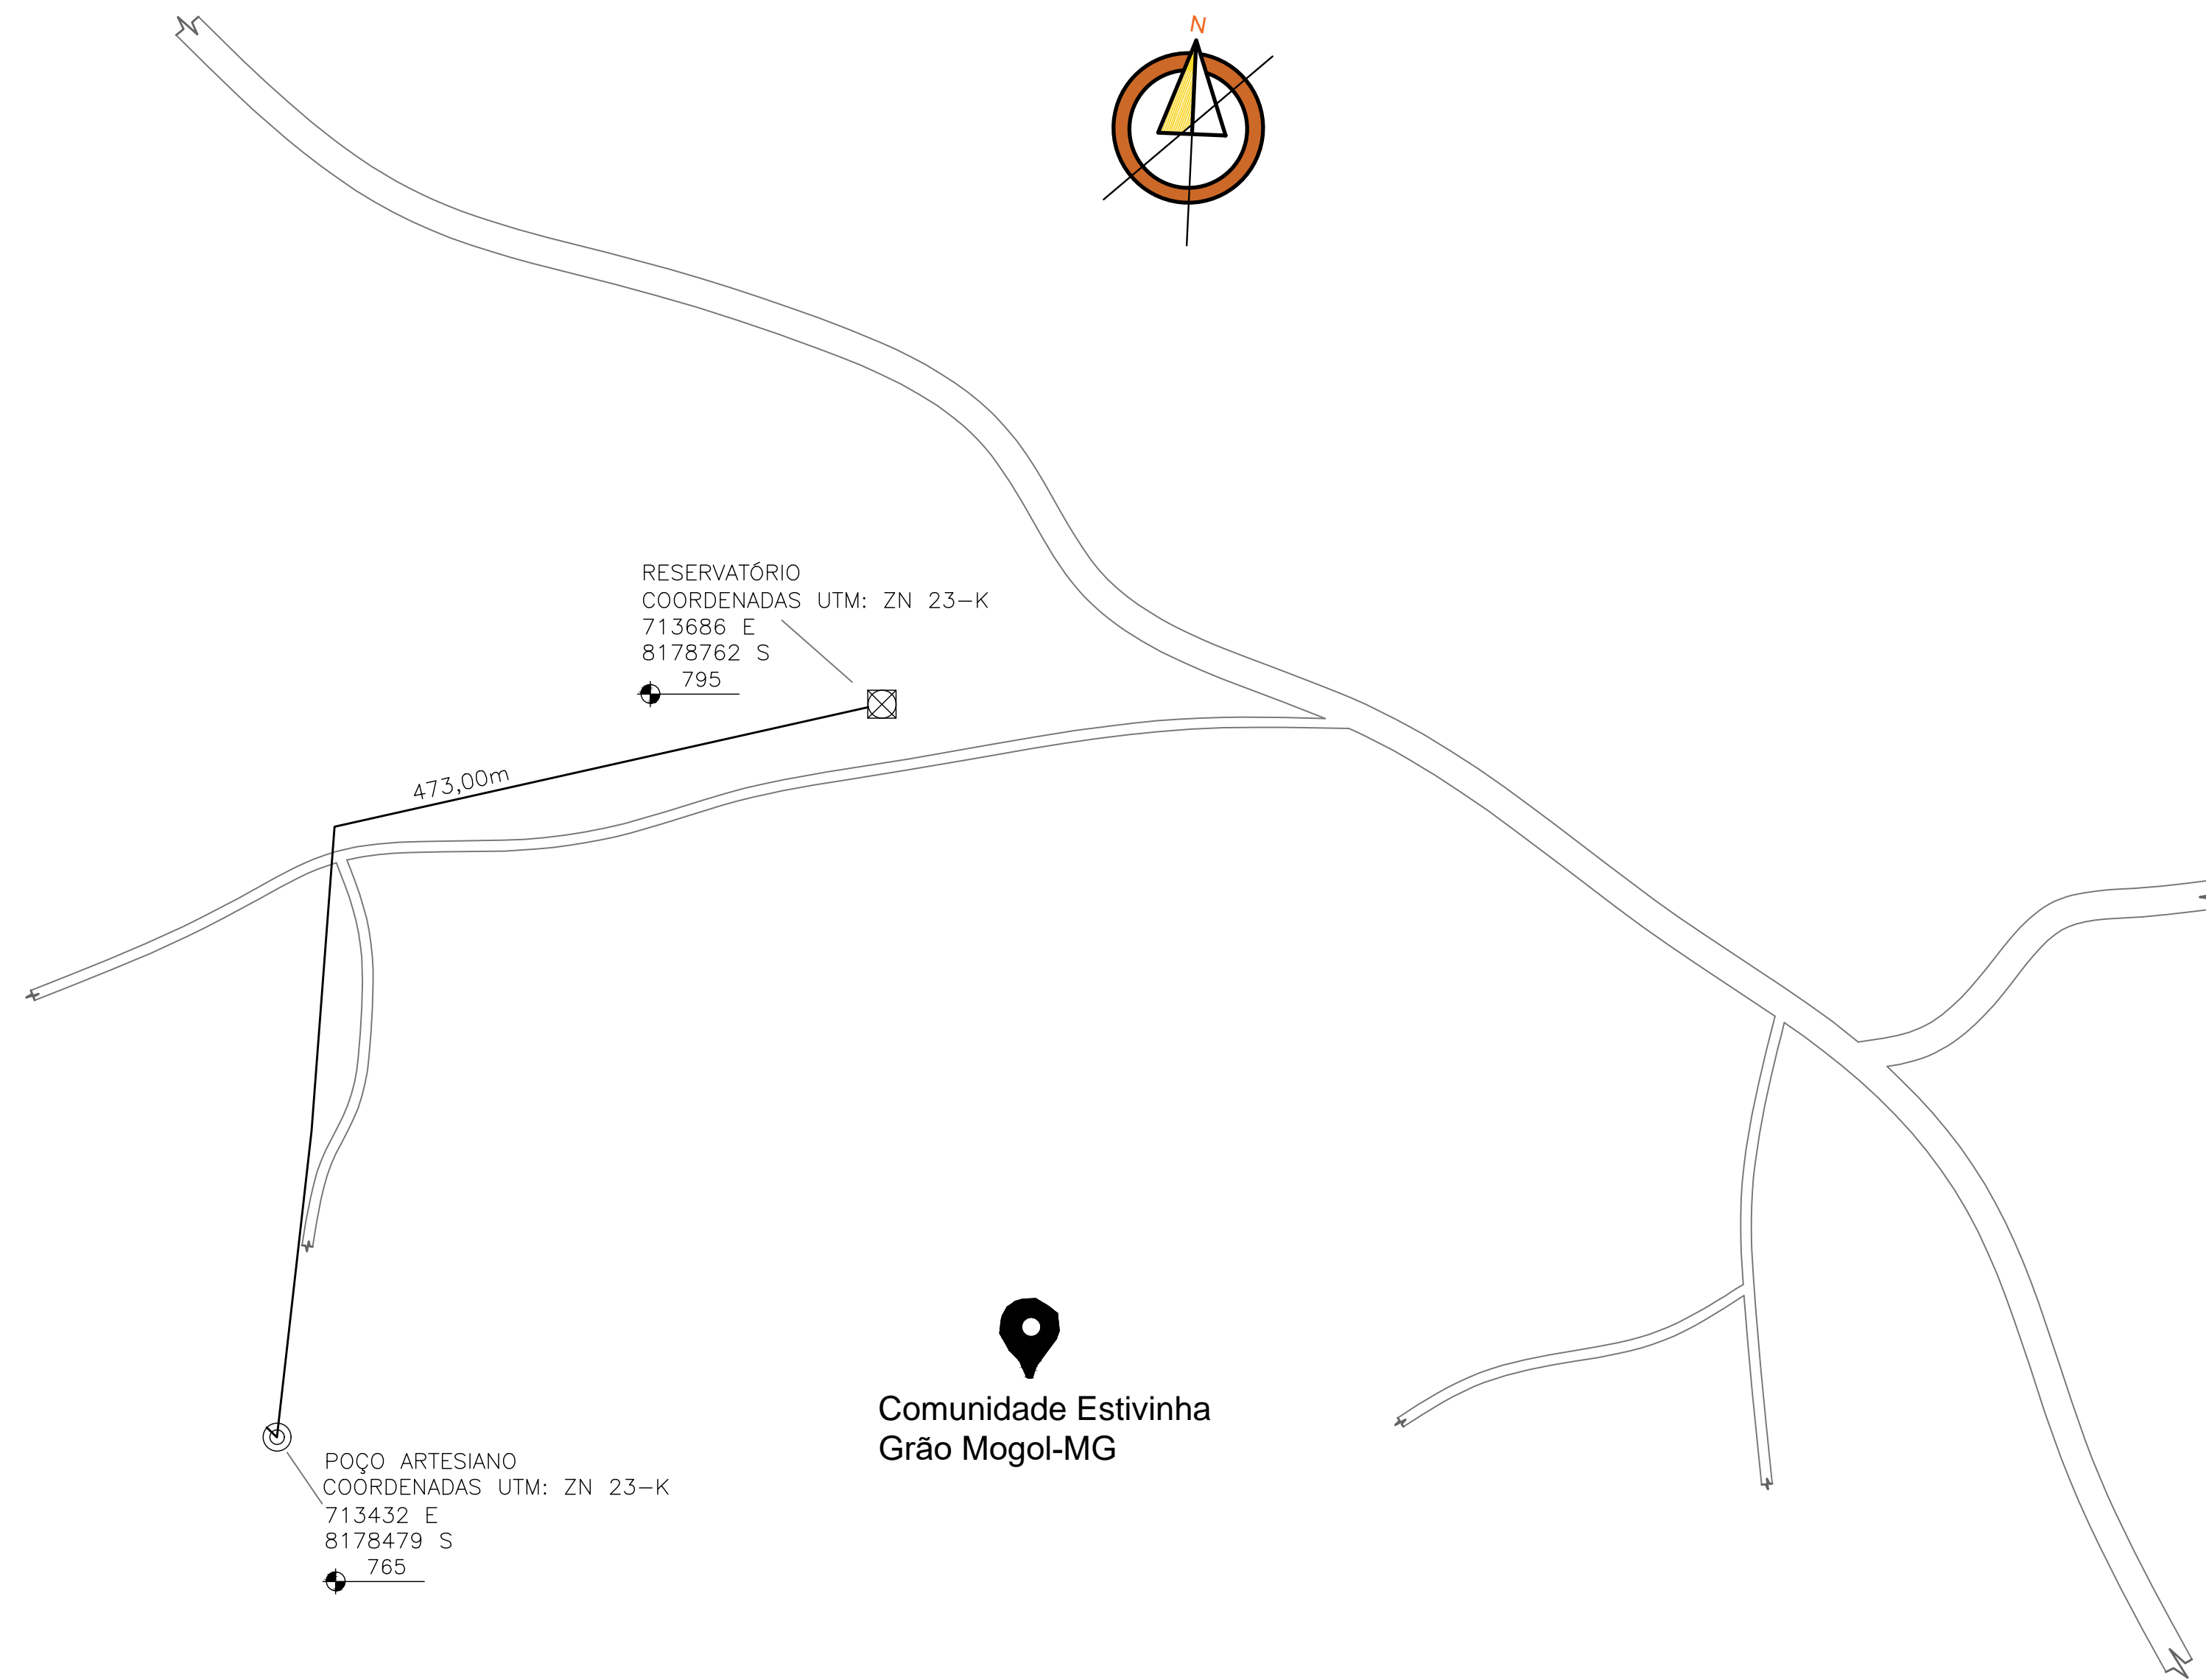 N
RESERVATÓRIO
COORDENADAS UTM: ZN 23-K
713686 E
8178762 S
795
473,00m
Comunidade Estivinha
Grão Mogol-MG
POÇO ARTESIANO
COORDENADAS UTM: ZN 23-K
713432 E
8178479 S
765